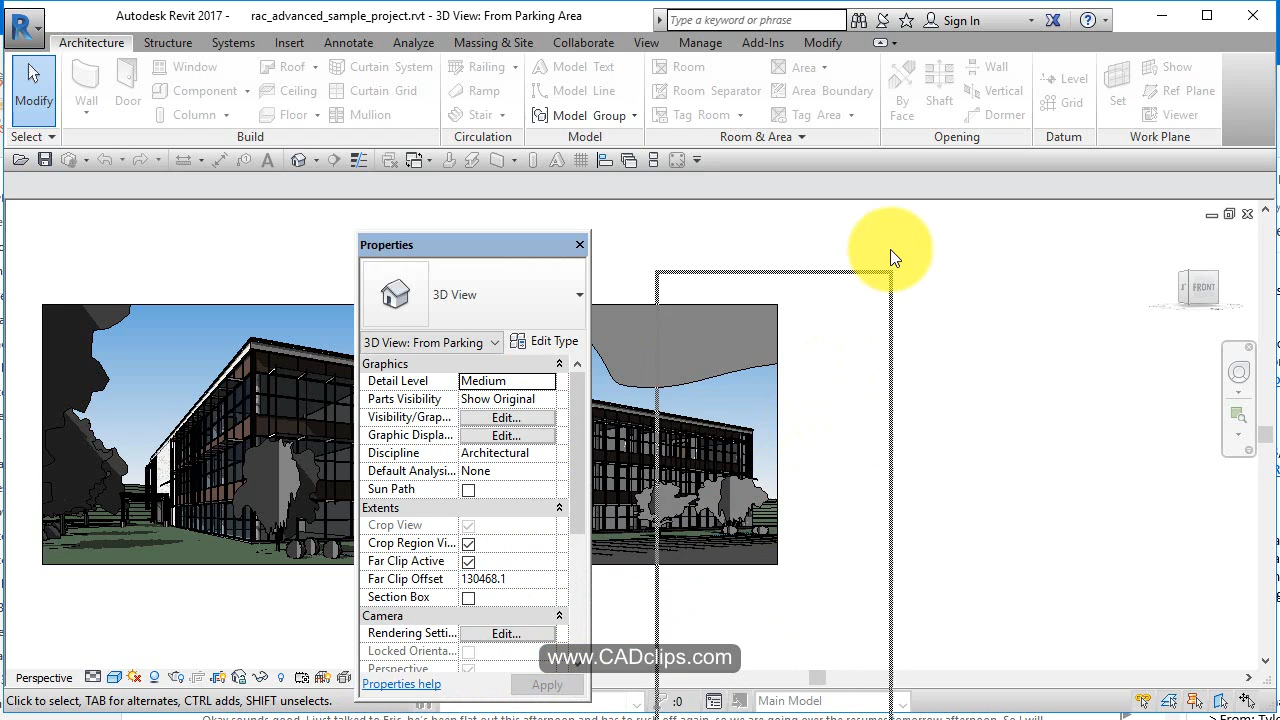 Autodesk Revit 2017 - rac_advanced_sample_project.rvt - 3D View: From Parking Area
Type a keyword or phrase
Sign In
R
Architecture Structure Systems Insert Annotate Analyze Massing & Site Collaborate View Manage Add-Ins Modify
Modify
Wall
Door
Window
Component
Column
Roof
Ceiling
Floor
Curtain System
Curtain Grid
Mullion
Railing
Ramp
Stair
Model Text
Model Line
Model Group
Room
Room Separator
Tag Room
Area
Area Boundary
Tag Area
By
Face
Shaft
Wall
Vertical
Dormer
Level
Grid
Set
Show
Ref Plane
Viewer
Select Build Circulation Model Room & Area Opening Datum Work Plane
FRONT
Properties
3D View
3D View: From Parking Edit Type
Graphics
Detail Level Medium
Parts Visibility Show Original
Visibility/Grap... Edit...
Graphic Displa... Edit...
Discipline Architectural
Default Analysi... None
Sun Path
Extents
Crop View
Crop Region Vi...
Far Clip Active
Far Clip Offset 130468.1
Section Box
Camera
Rendering Setti... Edit...
Locked Orienta...
Perspective
Properties help Apply
www.CADclips.com
Perspective
Click to select, TAB for alternates, CTRL adds, SHIFT unselects.
:0 Main Model